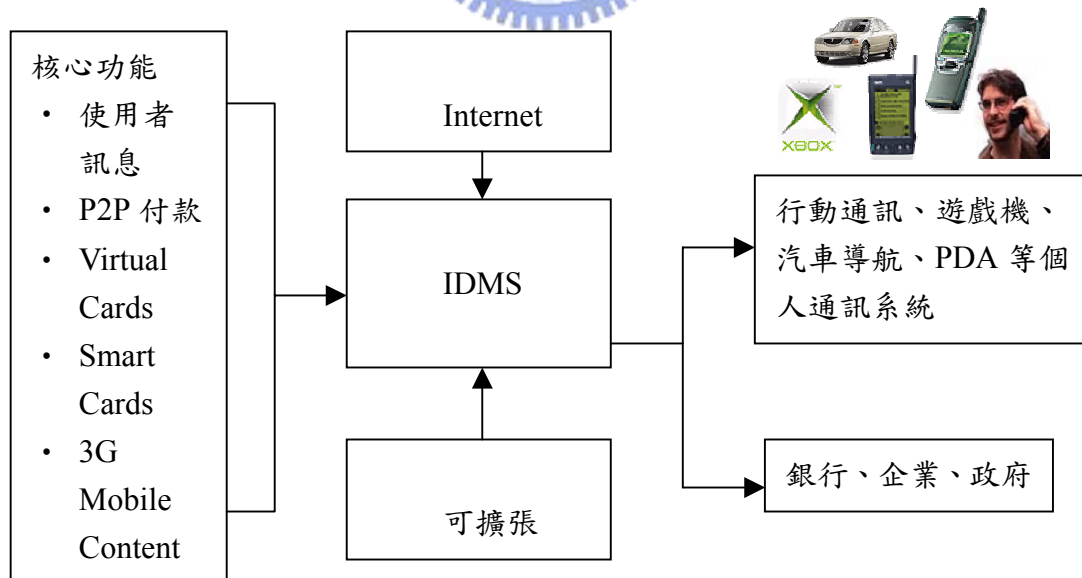 核心功能
• 使用者
訊息
• P2P 付款
• Virtual
Cards
• Smart
Cards
• 3G
Mobile
Content
Internet
IDMS
可擴張
XBOX
行動通訊、遊戲機、
汽車導航、PDA 等個
人通訊系統
銀行、企業、政府